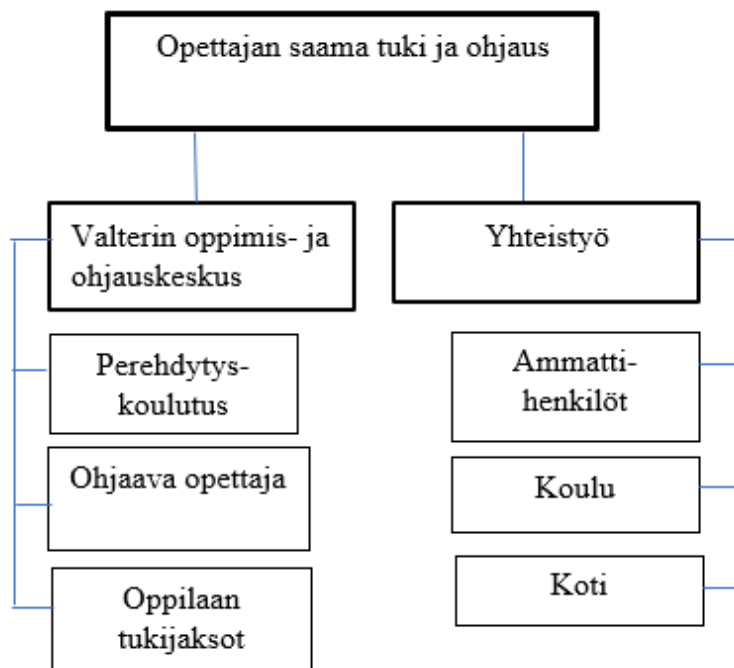 Opettajan saama tuki ja ohjaus
Valterin oppimis- ja
ohjauskeskus
Yhteistyö
Perehdytys-
koulutus
Ammatti-
henkilöt
Ohjaava opettaja
Koulu
Oppilaan
tukijaksot
Koti